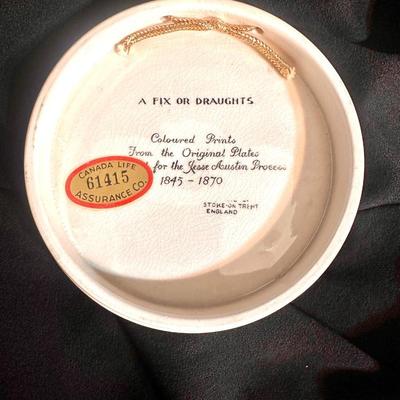 A FIX OR DRAUGHTS
Coloured Prints
From the Original Plates
for the Jesse Austin Process
1845 - 1870
STOKE-ON-TRENT
ENGLAND
CANADA LIFE
61415
ASSURANCE CO.